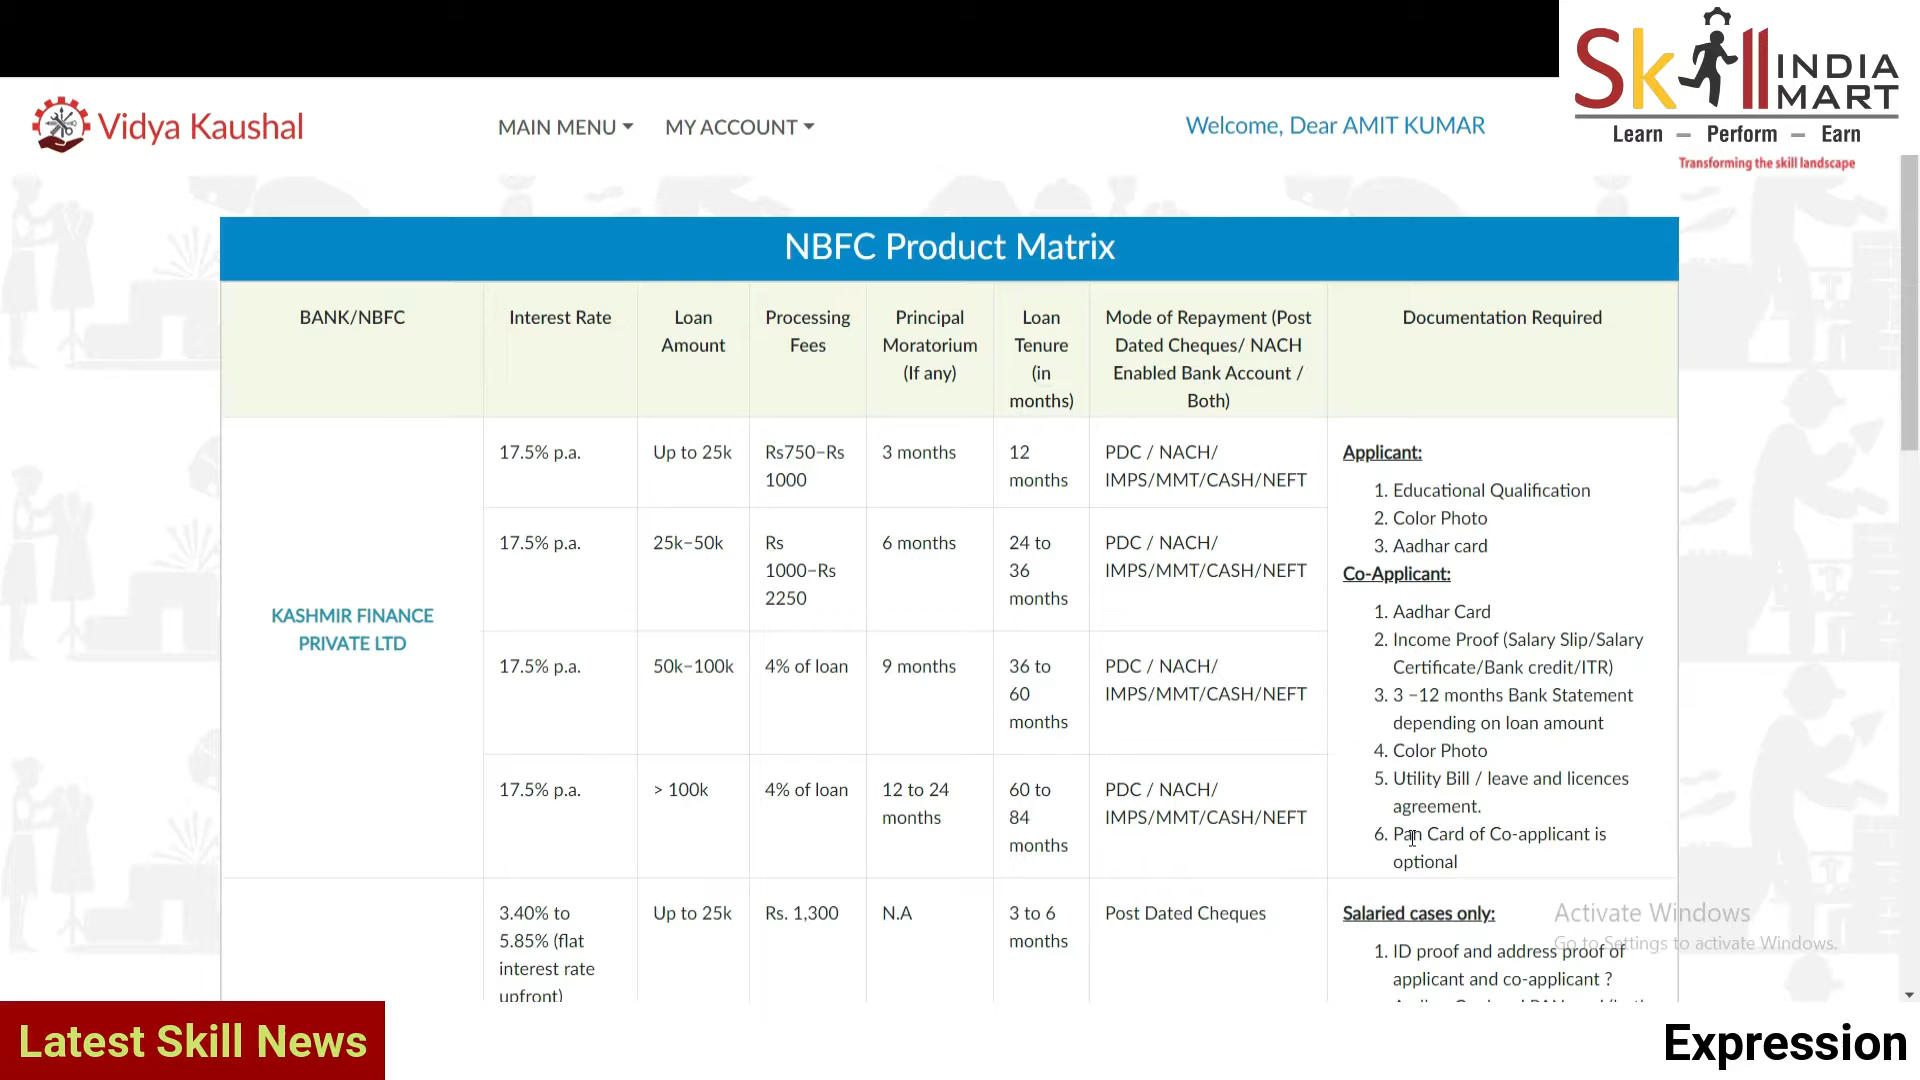 Skill INDIA MART
Learn – Perform – Earn
Transforming the skill landscape
Vidya Kaushal
MAIN MENU
MY ACCOUNT
Welcome, Dear AMIT KUMAR
NBFC Product Matrix
BANK/NBFC
Interest Rate
Loan
Amount
Processing
Fees
Principal
Moratorium
(If any)
Loan
Tenure
(in
months)
Mode of Repayment (Post
Dated Cheques/ NACH
Enabled Bank Account /
Both)
Documentation Required
KASHMIR FINANCE
PRIVATE LTD
17.5% p.a.
Up to 25k
Rs750–Rs
1000
3 months
12
months
PDC / NACH/
IMPS/MMT/CASH/NEFT
17.5% p.a.
25k–50k
Rs
1000–Rs
2250
6 months
24 to
36
months
PDC / NACH/
IMPS/MMT/CASH/NEFT
17.5% p.a.
50k–100k
4% of loan
9 months
36 to
60
months
PDC / NACH/
IMPS/MMT/CASH/NEFT
17.5% p.a.
> 100k
4% of loan
12 to 24
months
60 to
84
months
PDC / NACH/
IMPS/MMT/CASH/NEFT
Applicant:
1. Educational Qualification
2. Color Photo
3. Aadhar card
Co-Applicant:
1. Aadhar Card
2. Income Proof (Salary Slip/Salary
Certificate/Bank credit/ITR)
3. 3 –12 months Bank Statement
depending on loan amount
4. Color Photo
5. Utility Bill / leave and licences
agreement.
6. Pan Card of Co-applicant is
optional
3.40% to
5.85% (flat
interest rate
upfront)
Up to 25k
Rs. 1,300
N.A
3 to 6
months
Post Dated Cheques
Salaried cases only:
1. ID proof and address proof of
applicant and co-applicant ?
Activate Windows
Go to Settings to activate Windows.
Latest Skill News
Expression